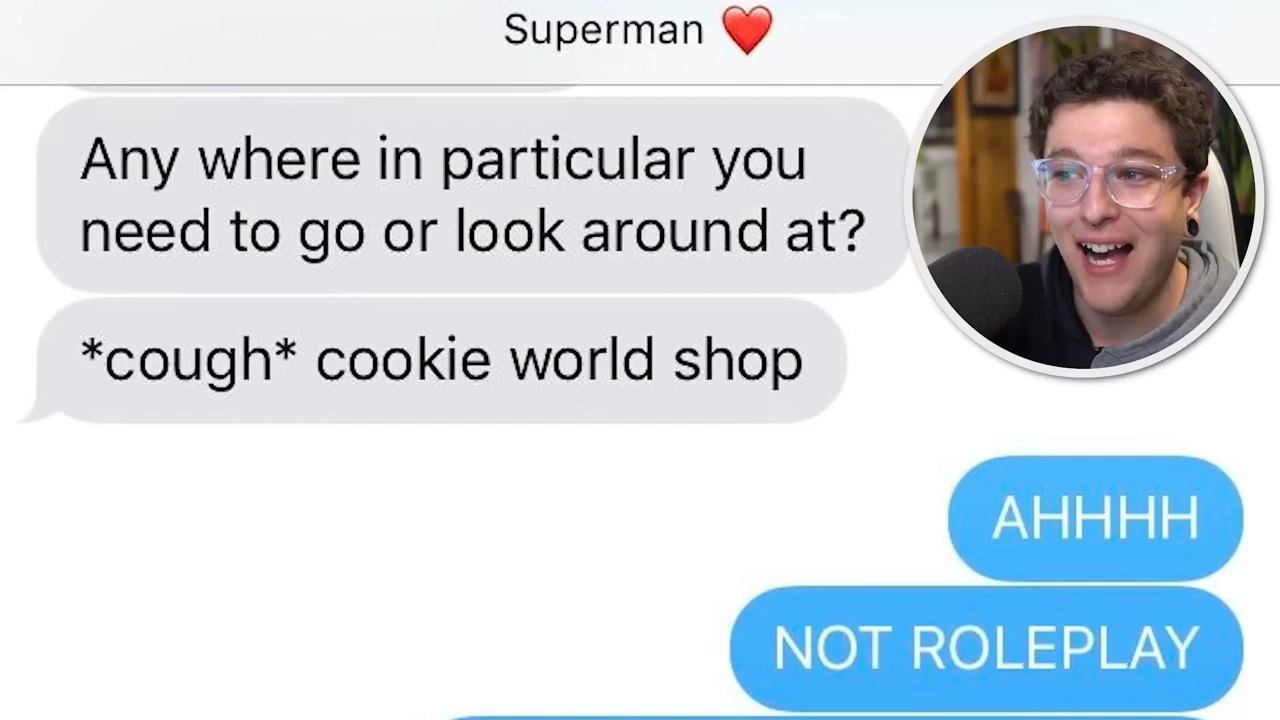 Superman ❤️
Any where in particular you
need to go or look around at?
*cough* cookie world shop
AHHHH
NOT ROLEPLAY